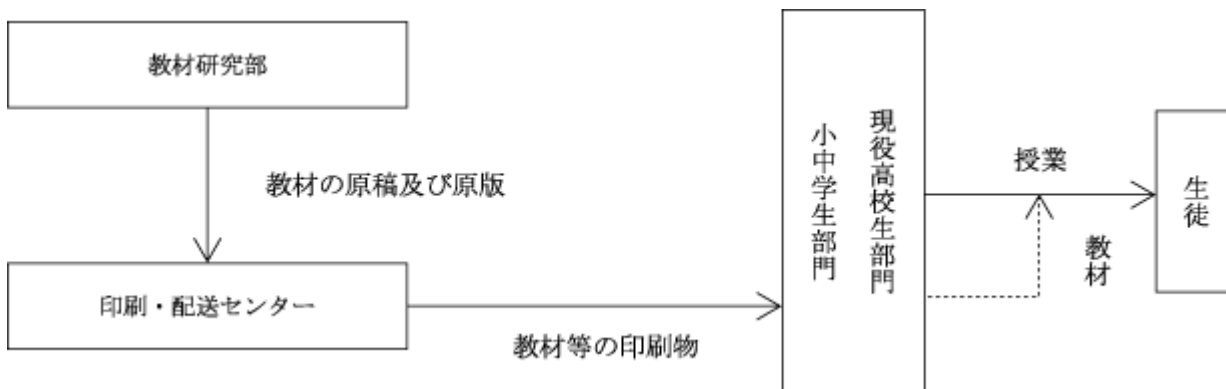 教材研究部
教材の原稿及び原版
印刷・配送センター
教材等の印刷物
現役高校生部門
小中学生部門
授業
教材
生徒